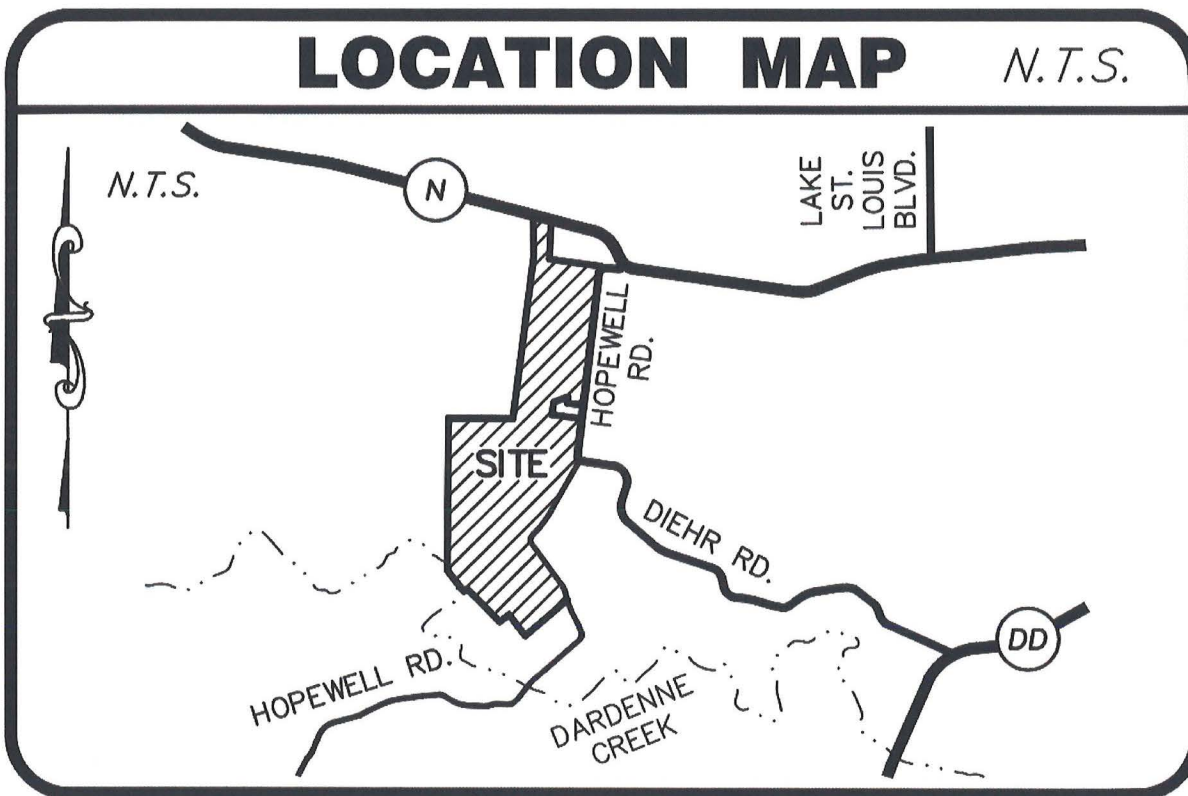 LOCATION MAP N.T.S.
N.T.S.
N
LAKE
ST.
LOUIS
BLVD.
HOPEWELL
RD.
SITE
DIEHR RD.
DD
HOPEWELL RD.
DARDENNE
CREEK